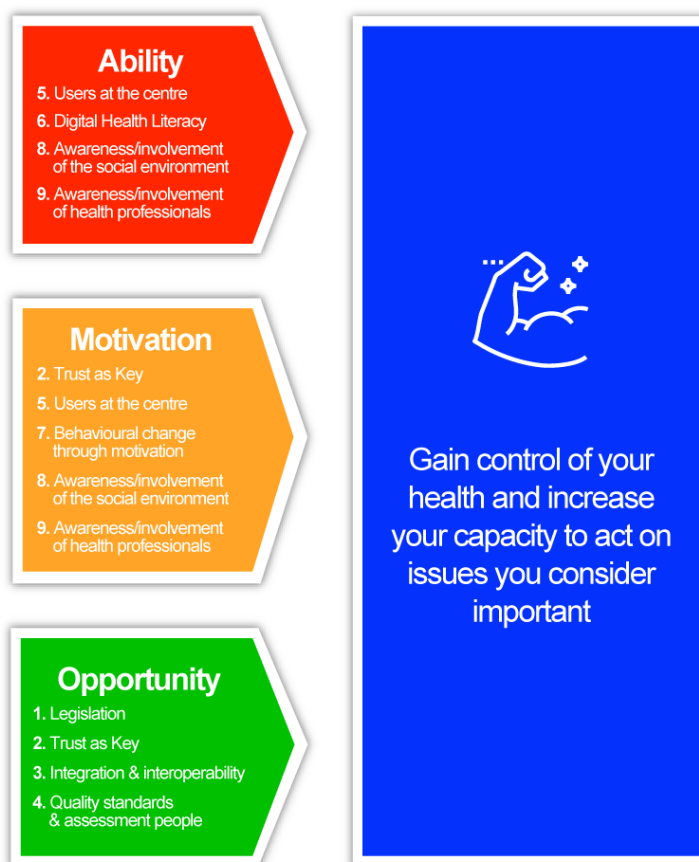 Ability
5. Users at the centre
6. Digital Health Literacy
8. Awareness/involvement
of the social environment
9. Awareness/involvement
of health professionals
Motivation
2. Trust as Key
5. Users at the centre
7. Behavioural change
through motivation
8. Awareness/involvement
of the social environment
9. Awareness/involvement
of health professionals
Opportunity
1. Legislation
2. Trust as Key
3. Integration & interoperability
4. Quality standards
& assessment people
Gain control of your
health and increase
your capacity to act on
issues you consider
important